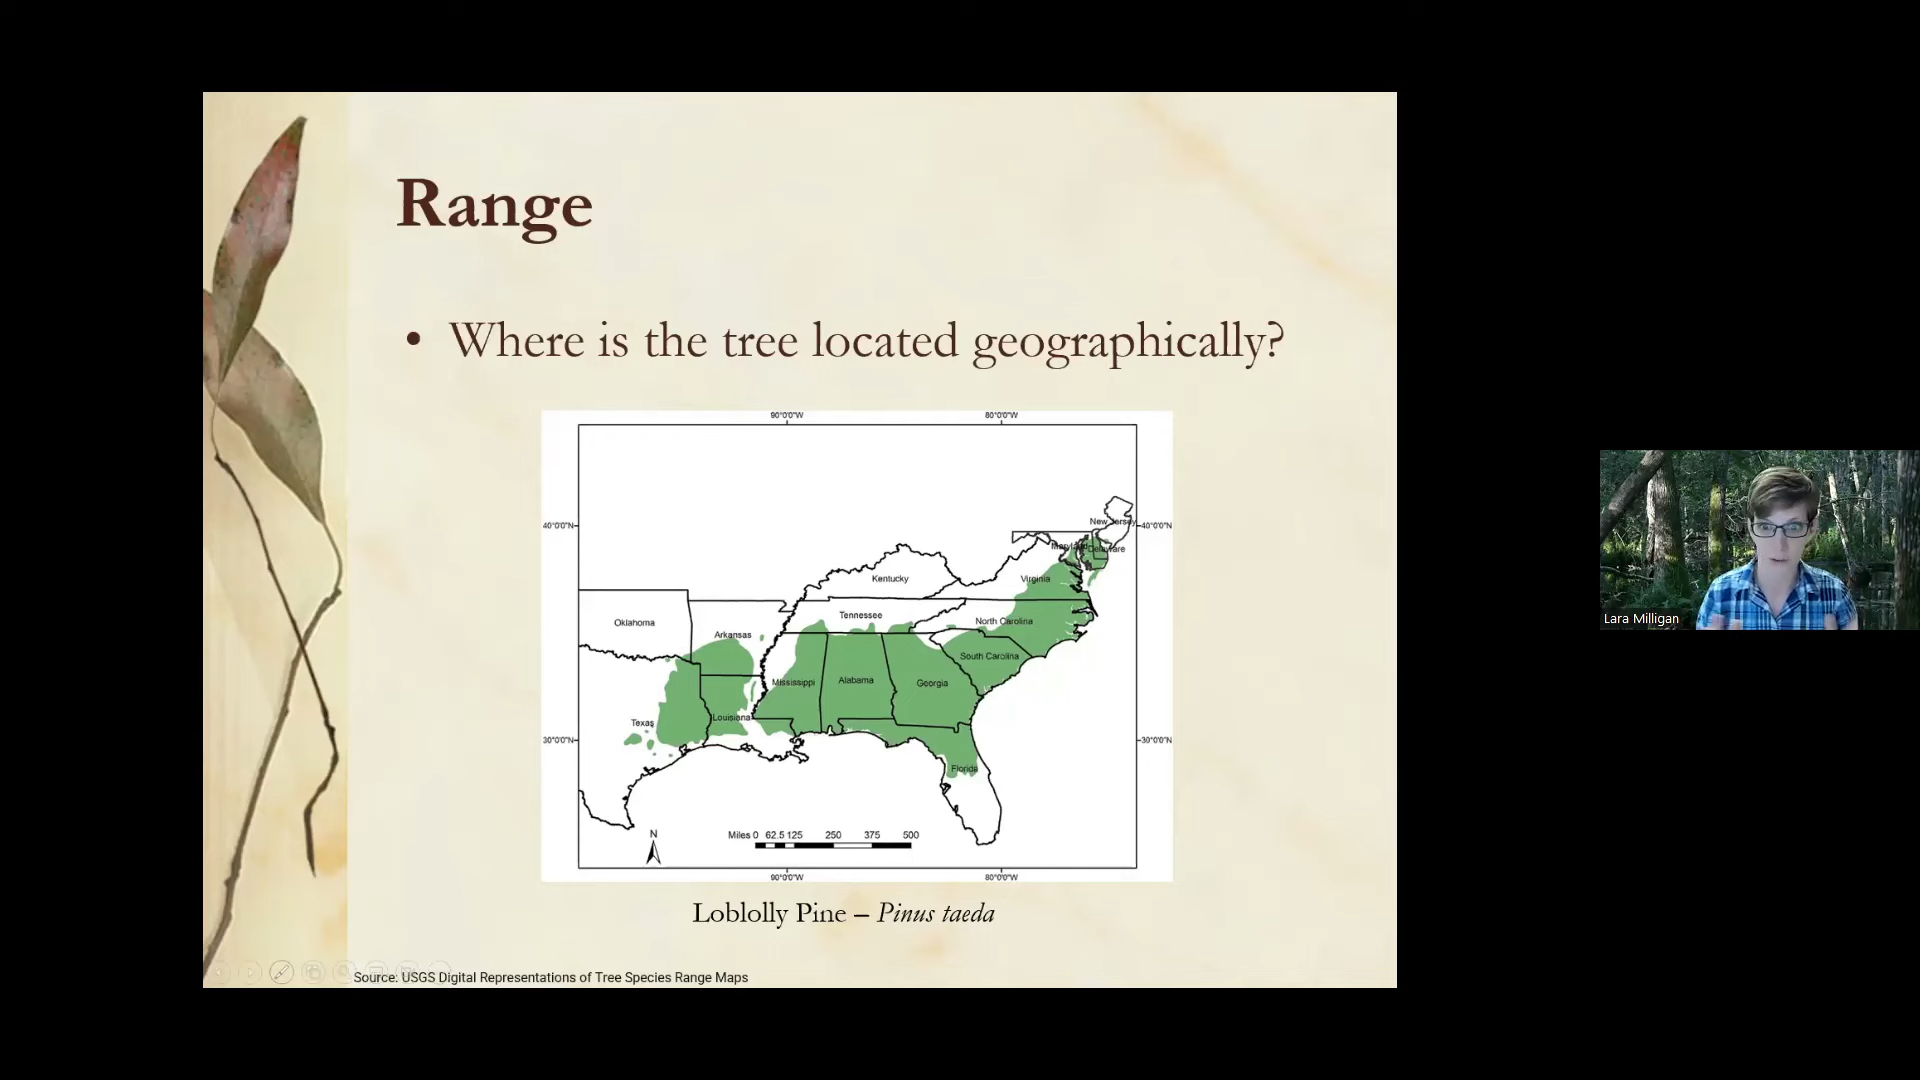 Range
• Where is the tree located geographically?
90°0'0"W
80°0'0"W
40°0'0"N
40°0'0"N
New Jersey
Maryland
Delaware
Kentucky
Virginia
Tennessee
Oklahoma
North Carolina
Arkansas
South Carolina
Mississippi
Alabama
Georgia
Louisiana
Texas
30°0'0"N
30°0'0"N
Florida
N
Miles 0 62.5 125 250 375 500
90°0'0"W
80°0'0"W
Loblolly Pine – Pinus taeda
Source: USGS Digital Representations of Tree Species Range Maps
Lara Milligan